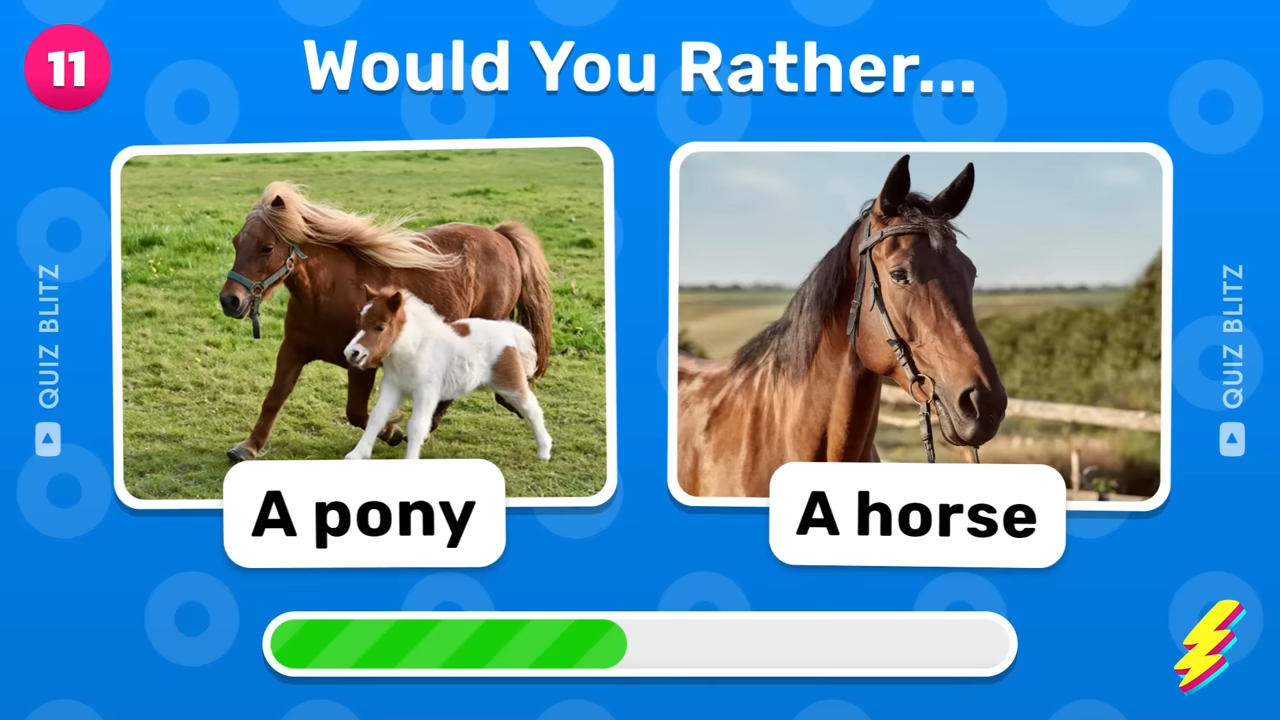 11
Would You Rather...
QUIZ BLITZ
QUIZ BLITZ
A pony
A horse